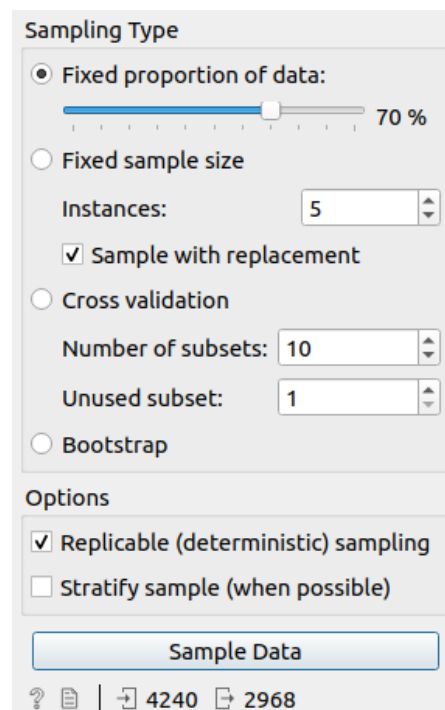 Sampling Type
Fixed proportion of data:
70 %
Fixed sample size
Instances: 5
Sample with replacement
Cross validation
Number of subsets: 10
Unused subset: 1
Bootstrap
Options
Replicable (deterministic) sampling
Stratify sample (when possible)
Sample Data
? 4240 2968